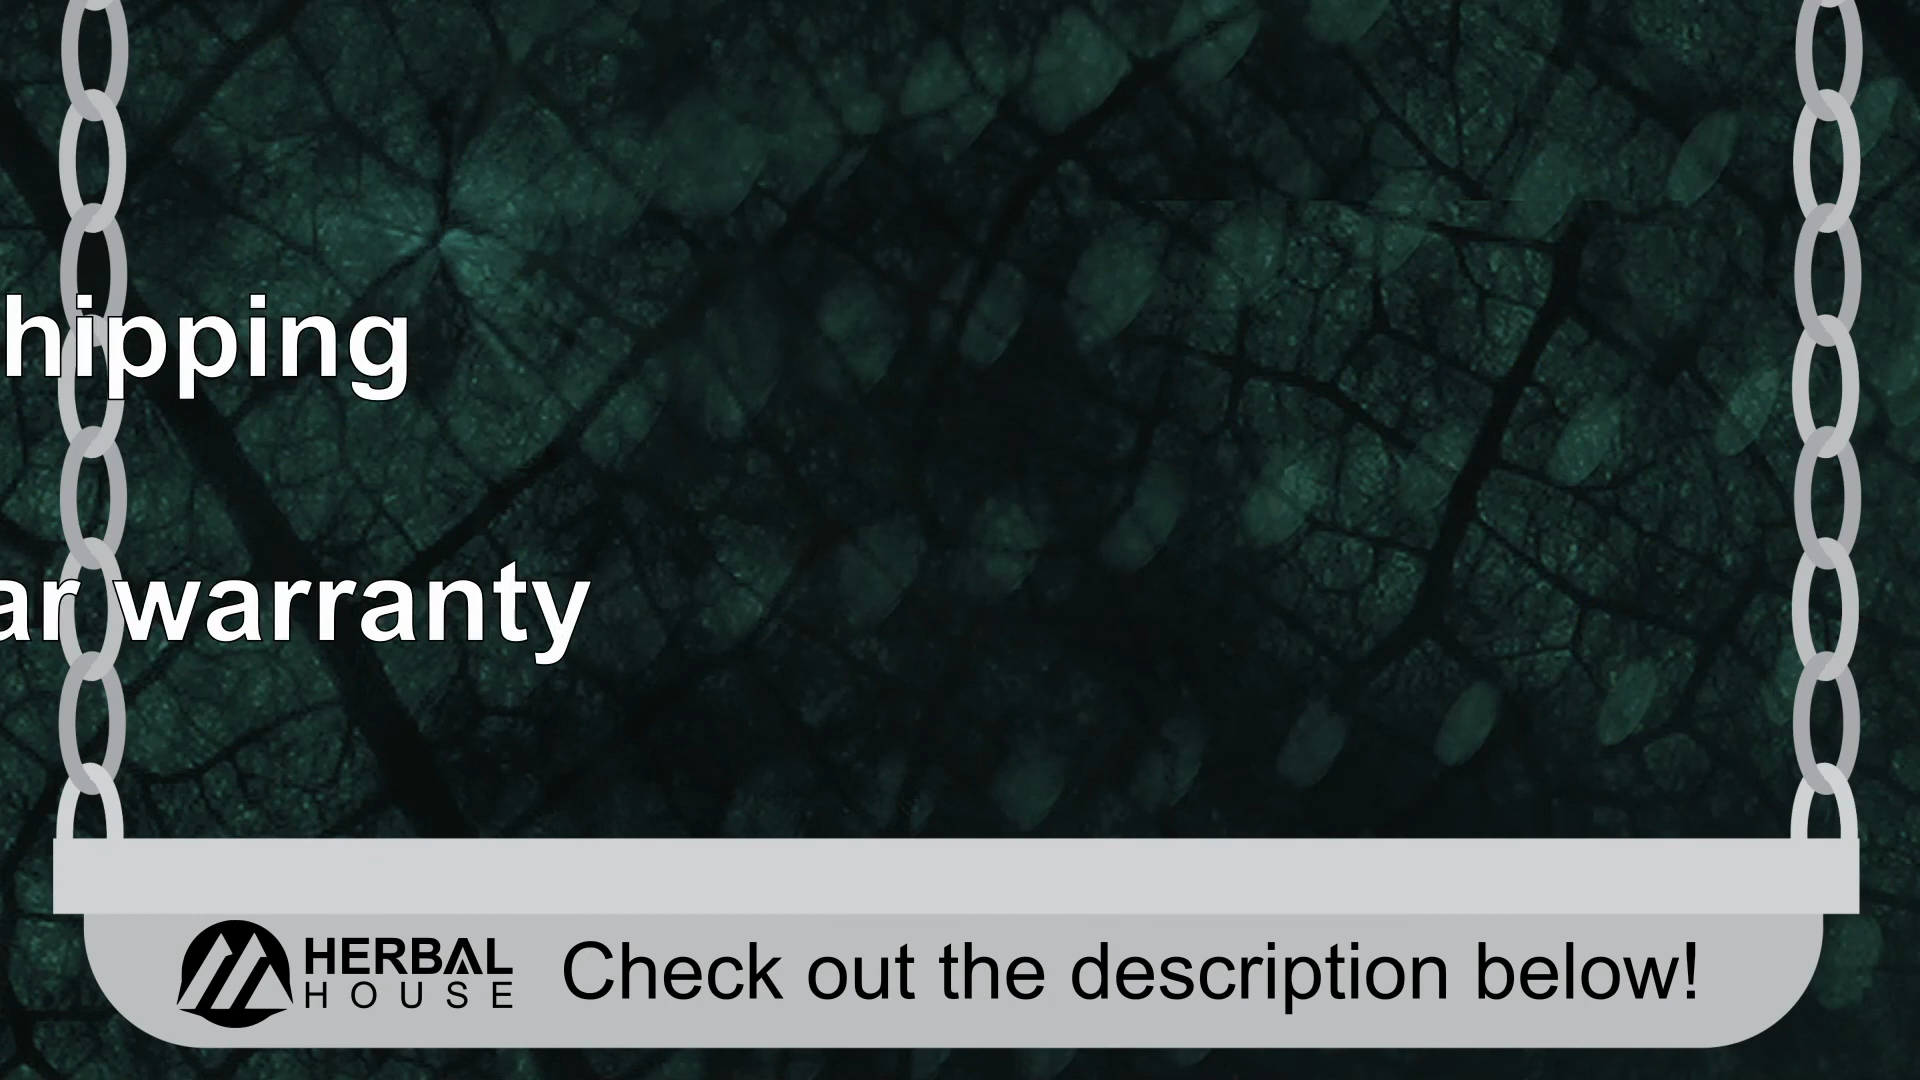 hipping
ar warranty
HERBAL
HOUSE
Check out the description below!